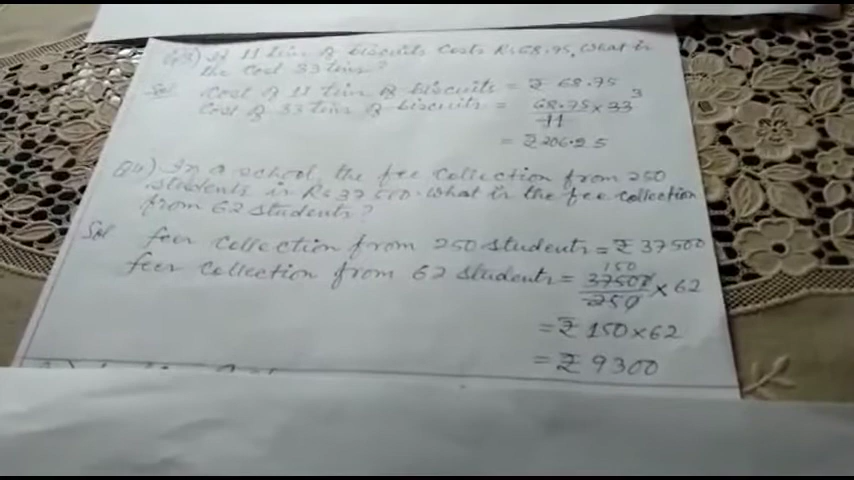 Q3) If 11 tins of biscuits costs Rs 68.75, What is
the cost 33 tins?
Sol Cost of 11 tins of biscuits = ₹ 68.75
Cost of 33 tins of biscuits = 68.75 × 33 3 / 11
= ₹ 206.25
Q4) In a school, the fee collection from 250
students is Rs 37500. What is the fee collection
from 62 students?
Sol fees collection from 250 students = ₹ 37500
fees collection from 62 students = 150 37500 / 250 × 62
= ₹ 150 × 62
= ₹ 9300